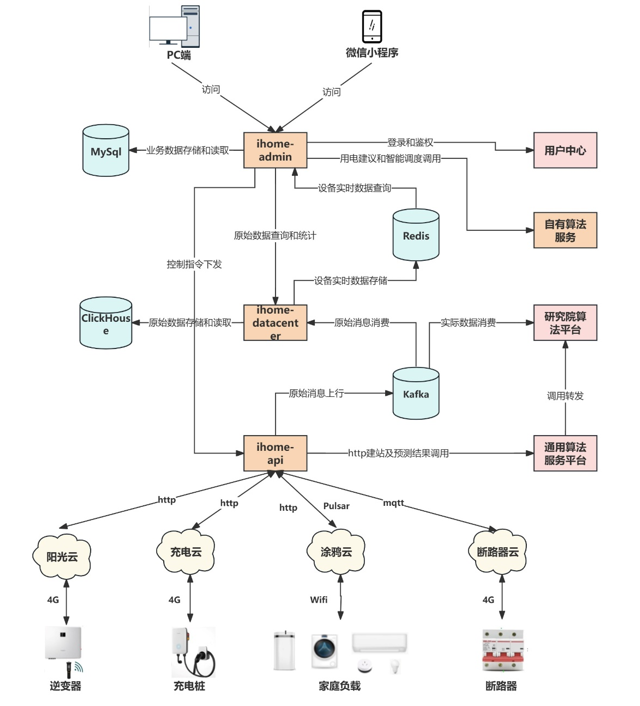 PC端
微信小程序
访问
访问
MySql
业务数据存储和读取
ihome-
admin
登录和鉴权
用户中心
用电建议和智能调度调用
设备实时数据查询
自有算法
服务
Redis
原始数据查询和统计
控制指令下发
设备实时数据存储
ClickHous
e
原始数据存储和读取
ihome-
datacent
er
原始消息消费
实际数据消费
研究院算
法平台
Kafka
原始消息上行
调用转发
ihome-
api
http建站及预测结果调用
通用算法
服务平台
http
http
http
Pulsar
mqtt
阳光云
充电云
涂鸦云
断路器云
4G
4G
Wifi
4G
逆变器
充电桩
家庭负载
断路器